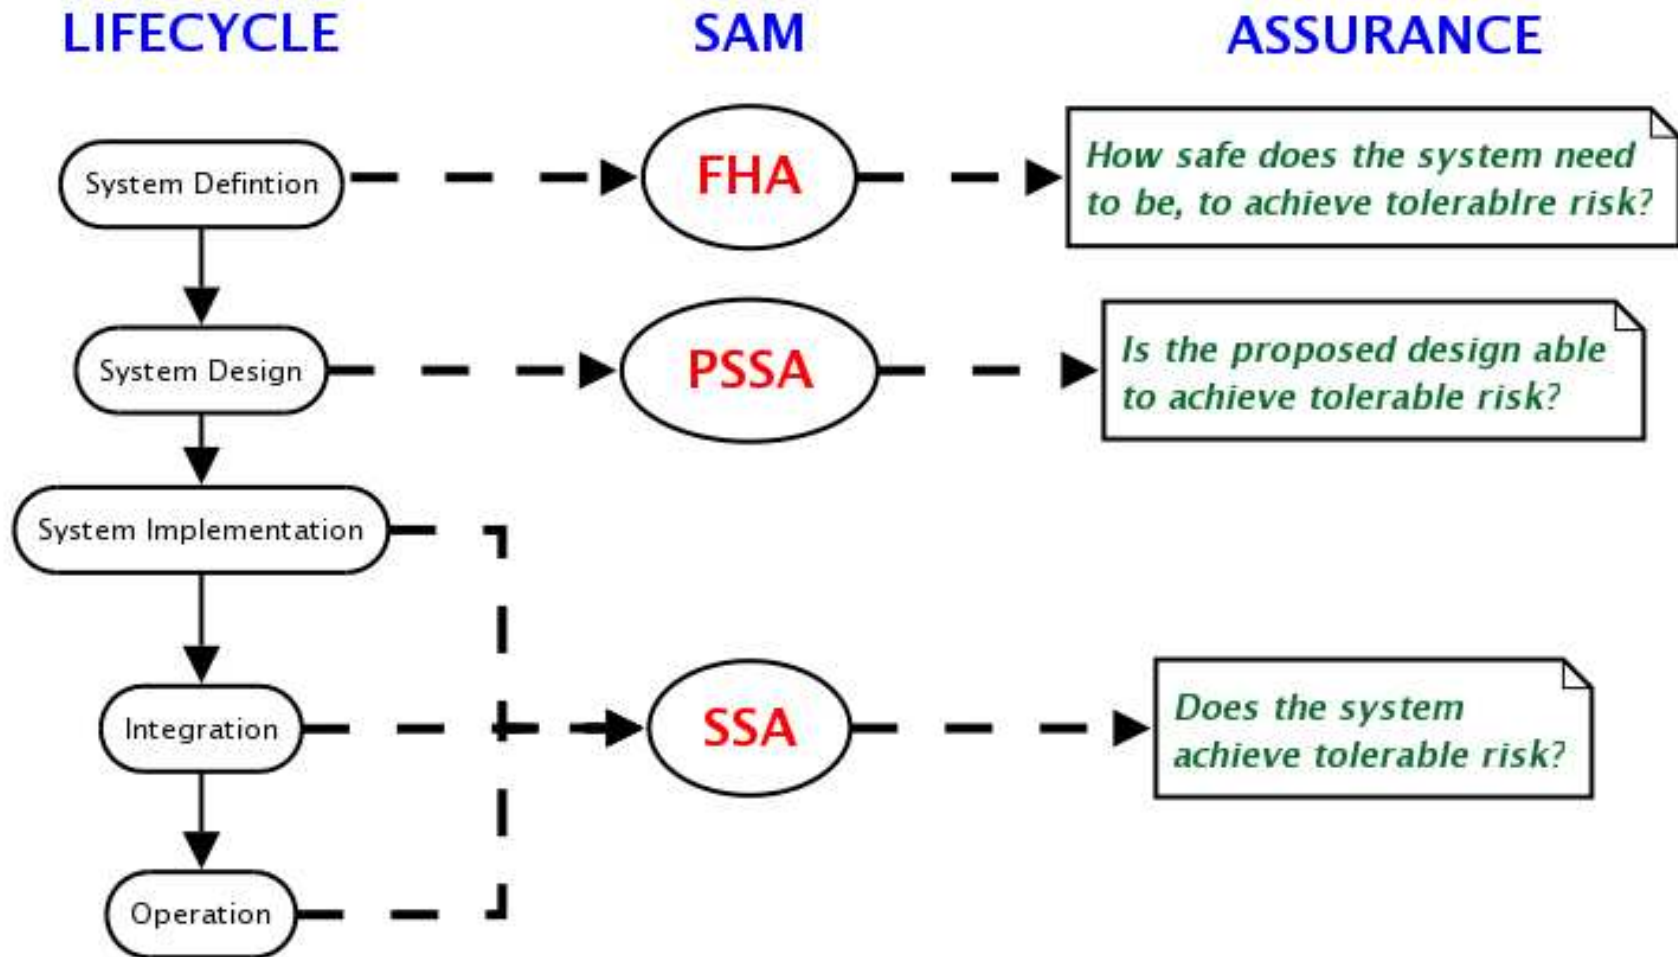 LIFECYCLE
SAM
ASSURANCE
System Defintion
FHA
How safe does the system need
to be, to achieve tolerablre risk?
System Design
PSSA
Is the proposed design able
to achieve tolerable risk?
System Implementation
Integration
SSA
Does the system
achieve tolerable risk?
Operation